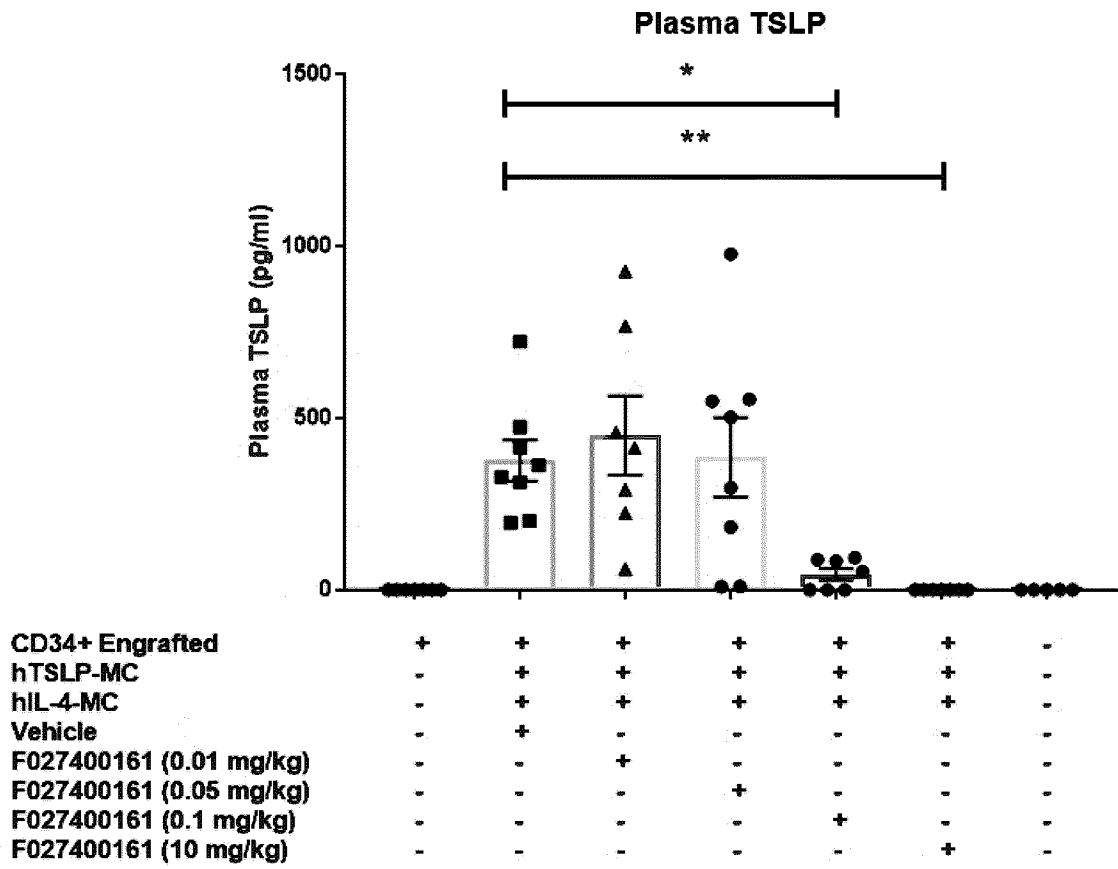 Plasma TSLP
*
**
Plasma TSLP (pg/ml)
1500
1000
500
0
CD34+ Engrafted + + + + + + -
hTSLP-MC - + + + + + -
hIL-4-MC - + + + + + -
Vehicle - + - - - - -
F027400161 (0.01 mg/kg) - - + - - - -
F027400161 (0.05 mg/kg) - - - + - - -
F027400161 (0.1 mg/kg) - - - - + - -
F027400161 (10 mg/kg) - - - - - + -